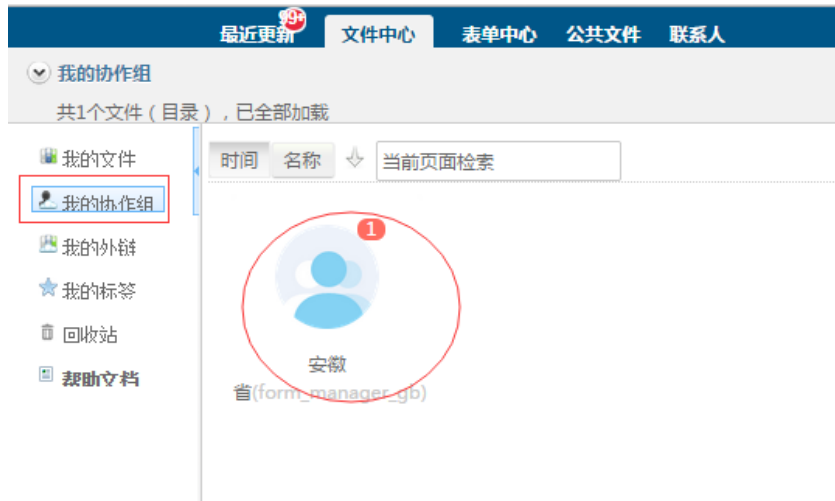 最近更新 99+ 文件中心 表单中心 公共文件 联系人
我的协作组
共1个文件（目录），已全部加载
我的文件
我的协作组
我的外链
我的标签
回收站
帮助文档
时间 名称 当前页面检索
1
安徽
省(form_manager_gb)